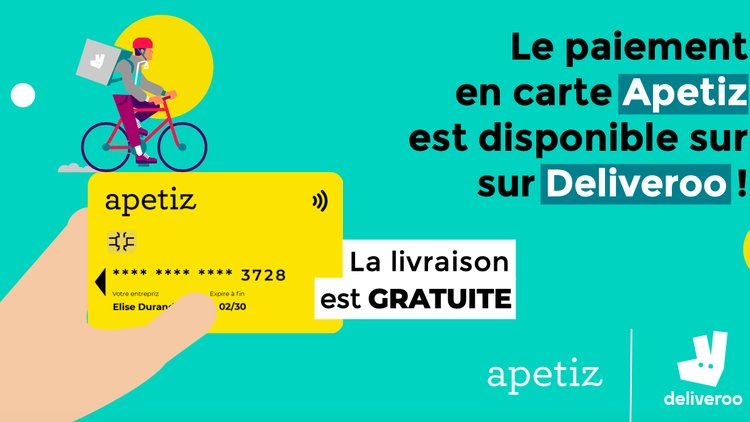 Le paiement
en carte Apetiz
est disponible sur
sur Deliveroo !
apetiz
**** **** **** 3728
Votre entrepriz Expire à fin
Elise Durand 02/30
La livraison
est GRATUITE
apetiz
deliveroo